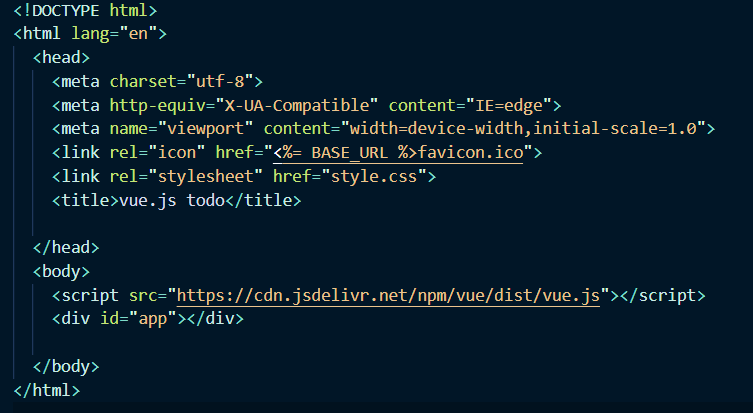 <!DOCTYPE html>
<html lang="en">
<head>
<meta charset="utf-8">
<meta http-equiv="X-UA-Compatible" content="IE=edge">
<meta name="viewport" content="width=device-width,initial-scale=1.0">
<link rel="icon" href="<%= BASE_URL %>favicon.ico">
<link rel="stylesheet" href="style.css">
<title>vue.js todo</title>
</head>
<body>
<script src="https://cdn.jsdelivr.net/npm/vue/dist/vue.js"></script>
<div id="app"></div>
</body>
</html>